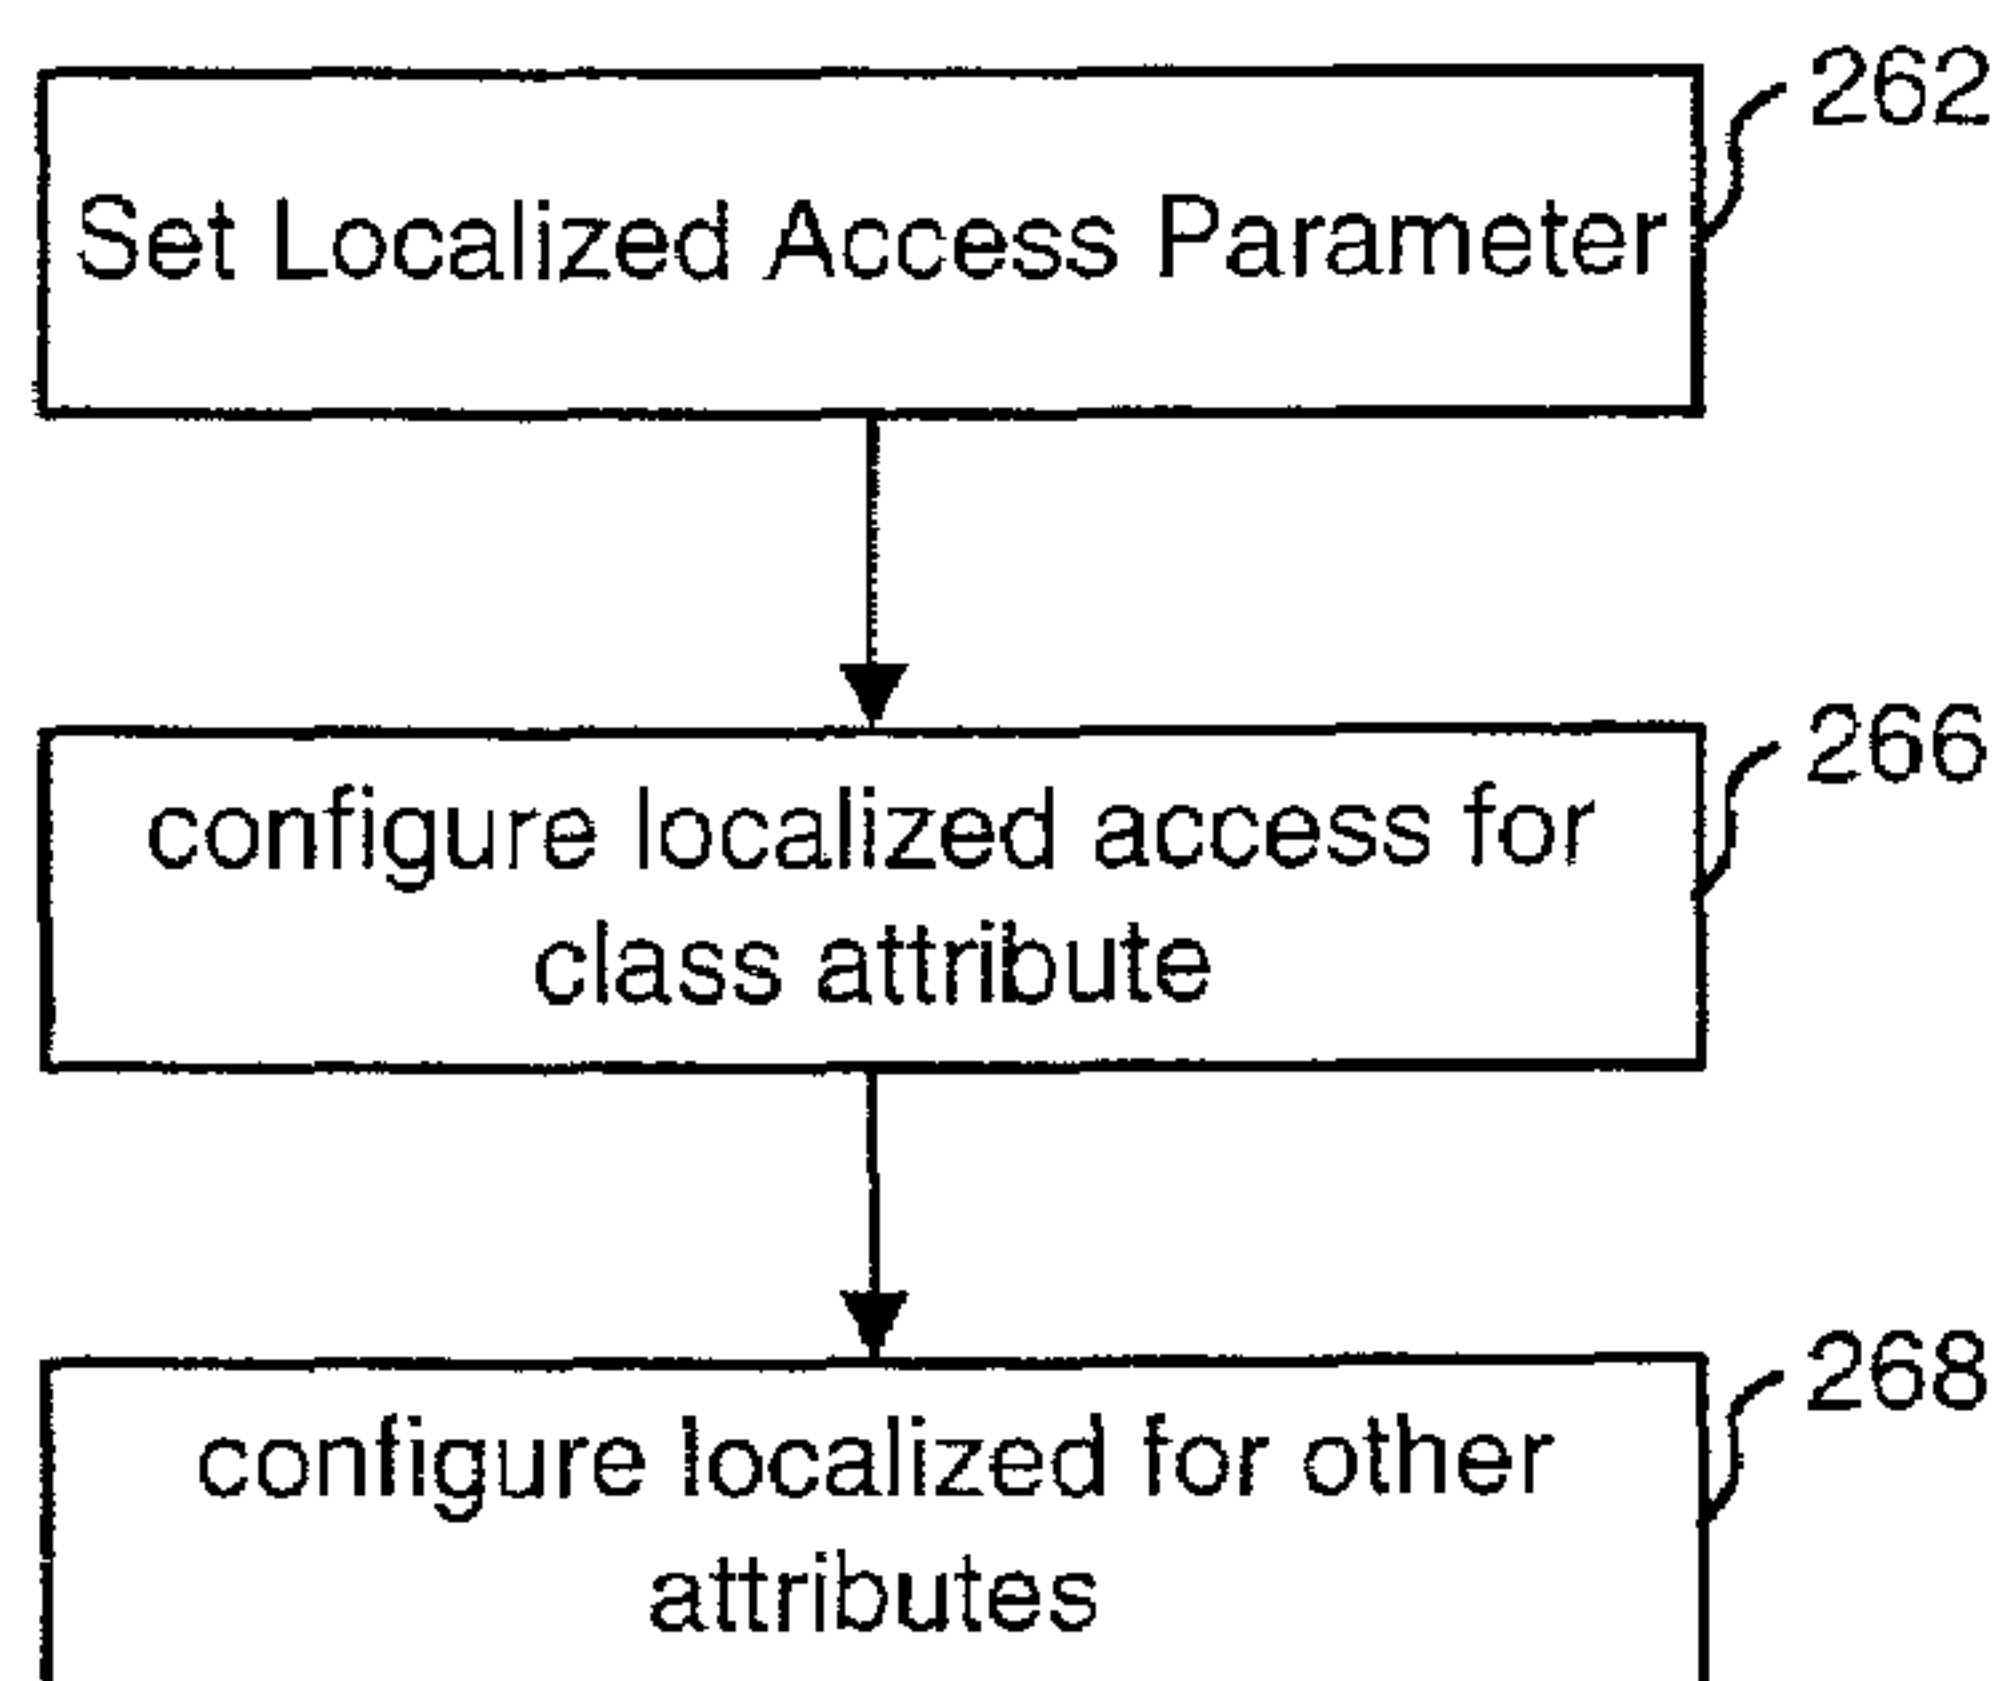 262
Set Localized Access Parameter
266
configure localized access for
class attribute
268
configure localized for other
attributes